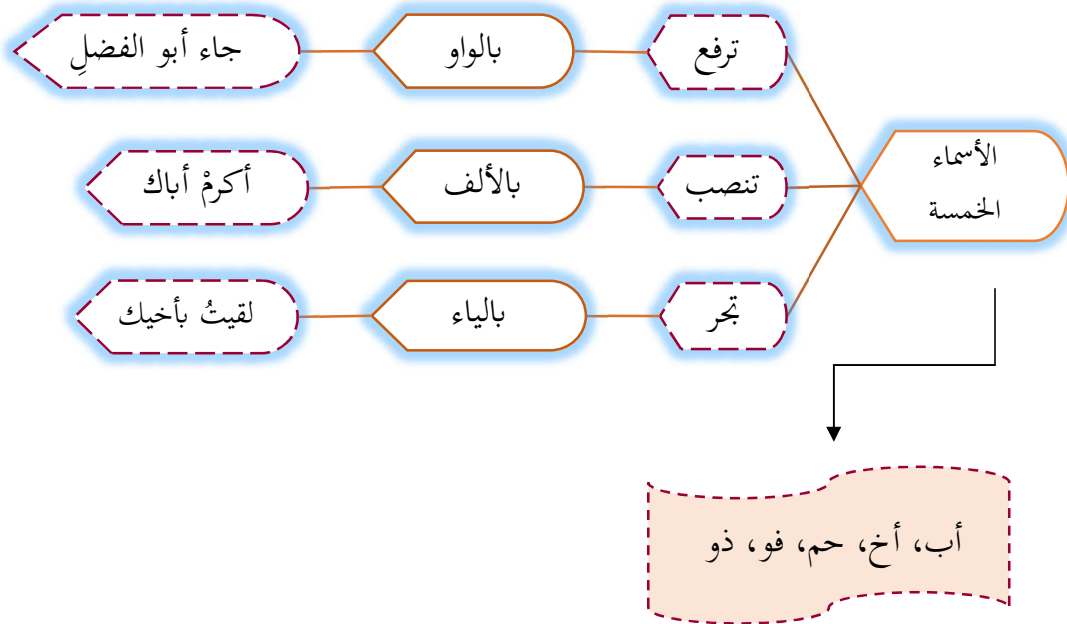 الأسماء
الخمسة
ترفع
بالواو
جاء أبو الفضلِ
تنصب
بالألف
أكرمْ أباك
تجر
بالياء
لقيتُ بأخيك
أب، أخ، حم، فو، ذو